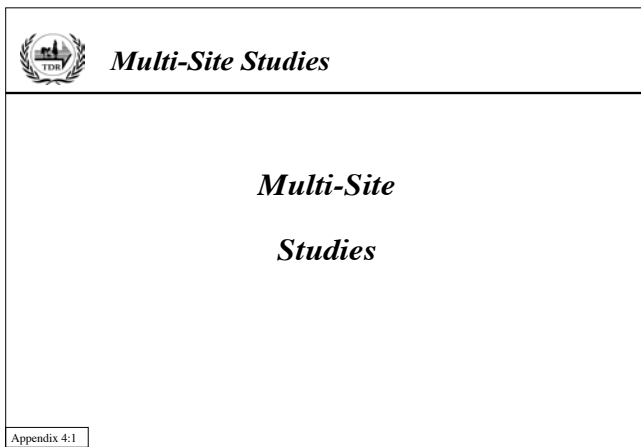 TDR
Multi-Site Studies
Multi-Site
Studies
Appendix 4:1